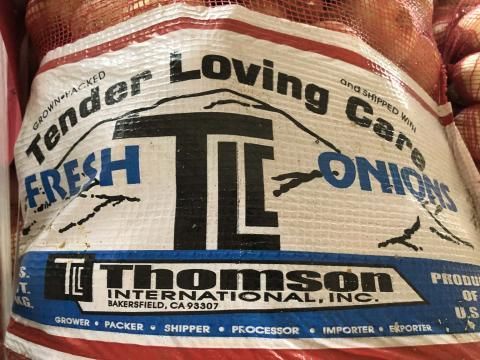 GROWN • PACKED and SHIPPED WITH
Tender Loving Care
FRESH TLC ONIONS
TLC Thomson
INTERNATIONAL, INC.
BAKERSFIELD, CA 93307
PRODU
OF
U.S
GROWER • PACKER • SHIPPER • PROCESSOR • IMPORTER • EXPORTER